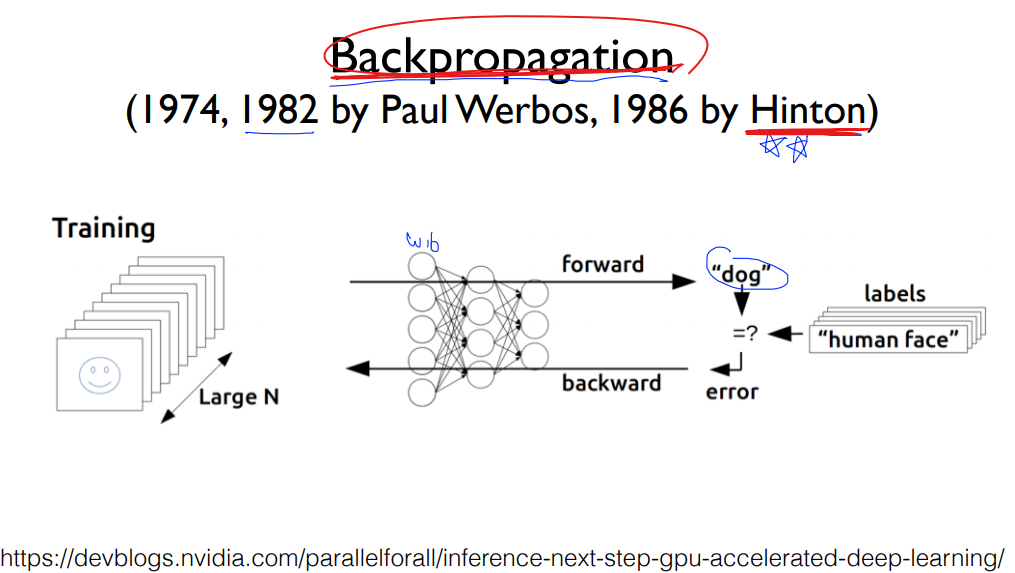 Backpropagation
(1974, 1982 by Paul Werbos, 1986 by Hinton)
Training
w,b
forward
"dog"
labels
=?
"human face"
backward
error
Large N
https://devblogs.nvidia.com/parallelforall/inference-next-step-gpu-accelerated-deep-learning/